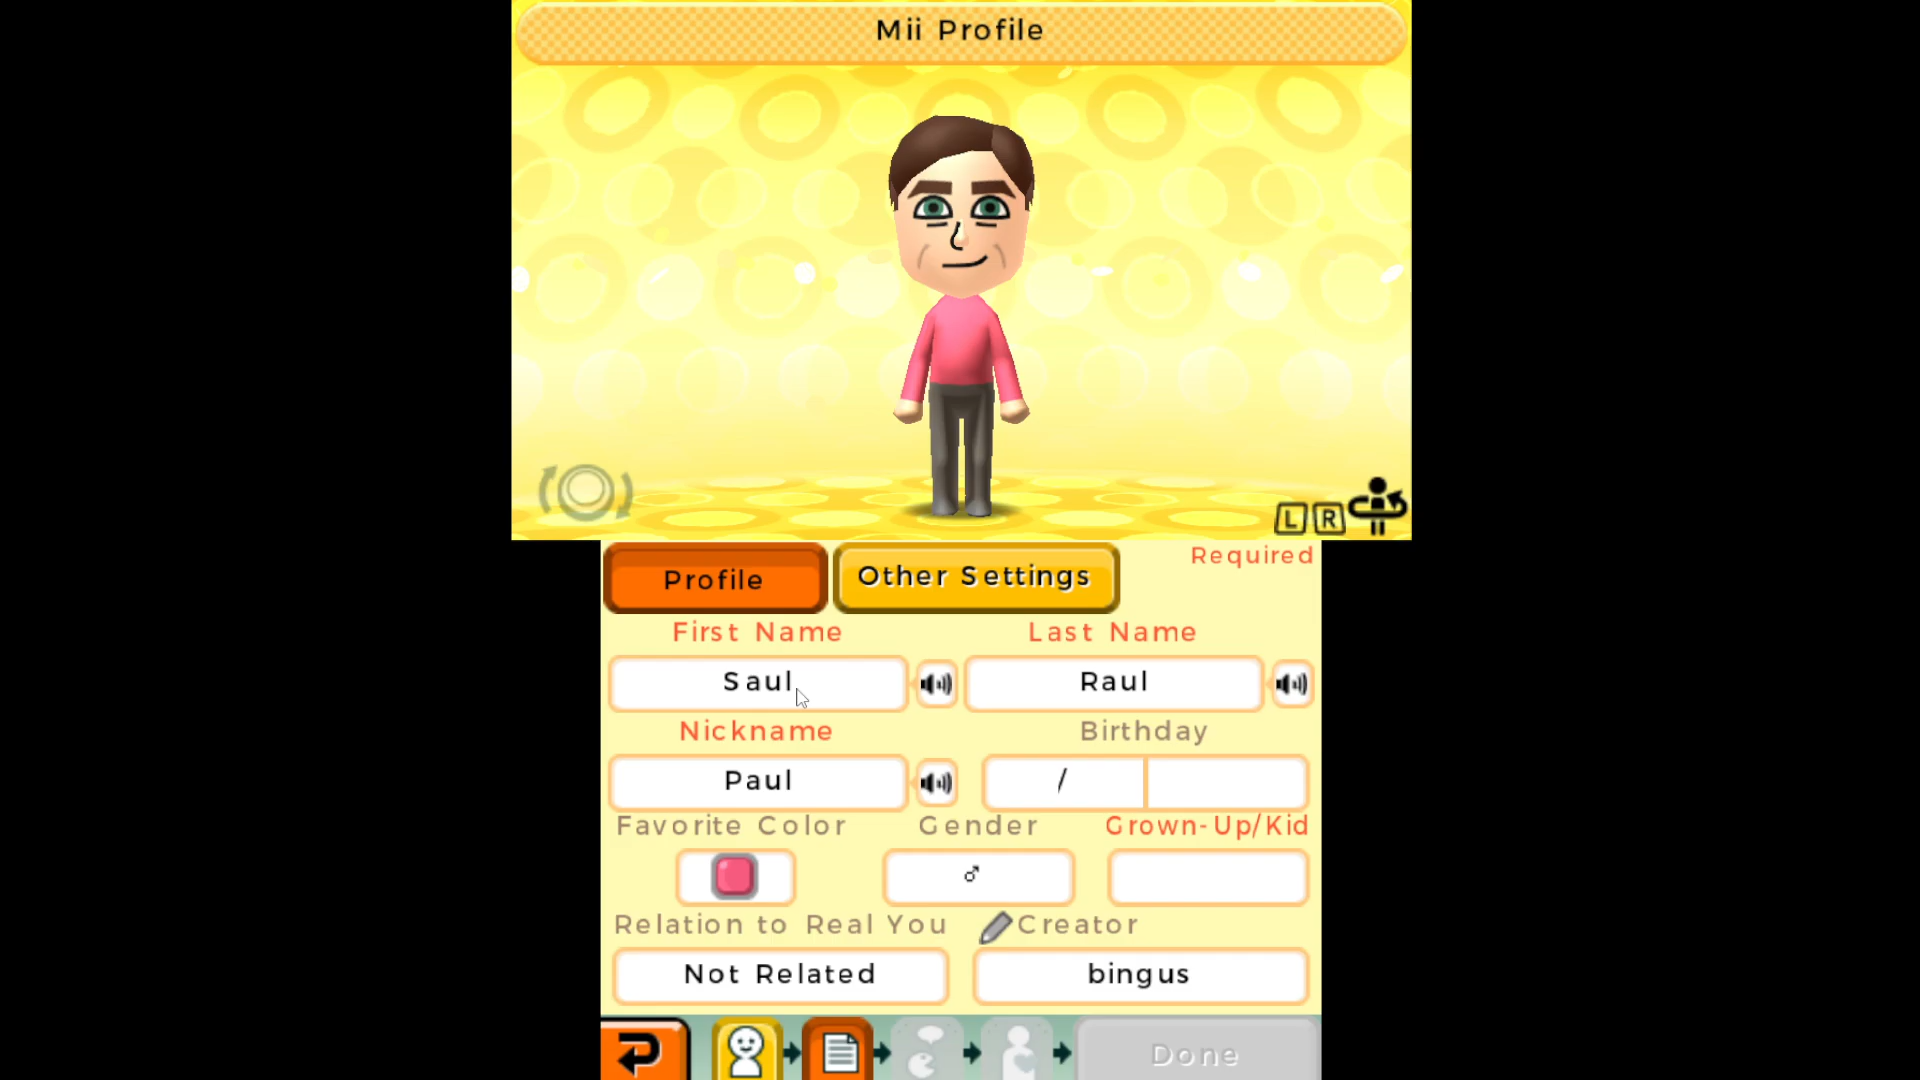 Mii Profile
L R
Required
Profile Other Settings
First Name Last Name
Saul Raul
Nickname Birthday
Paul /
Favorite Color Gender Grown-Up/Kid
♂
Relation to Real You Creator
Not Related bingus
Done